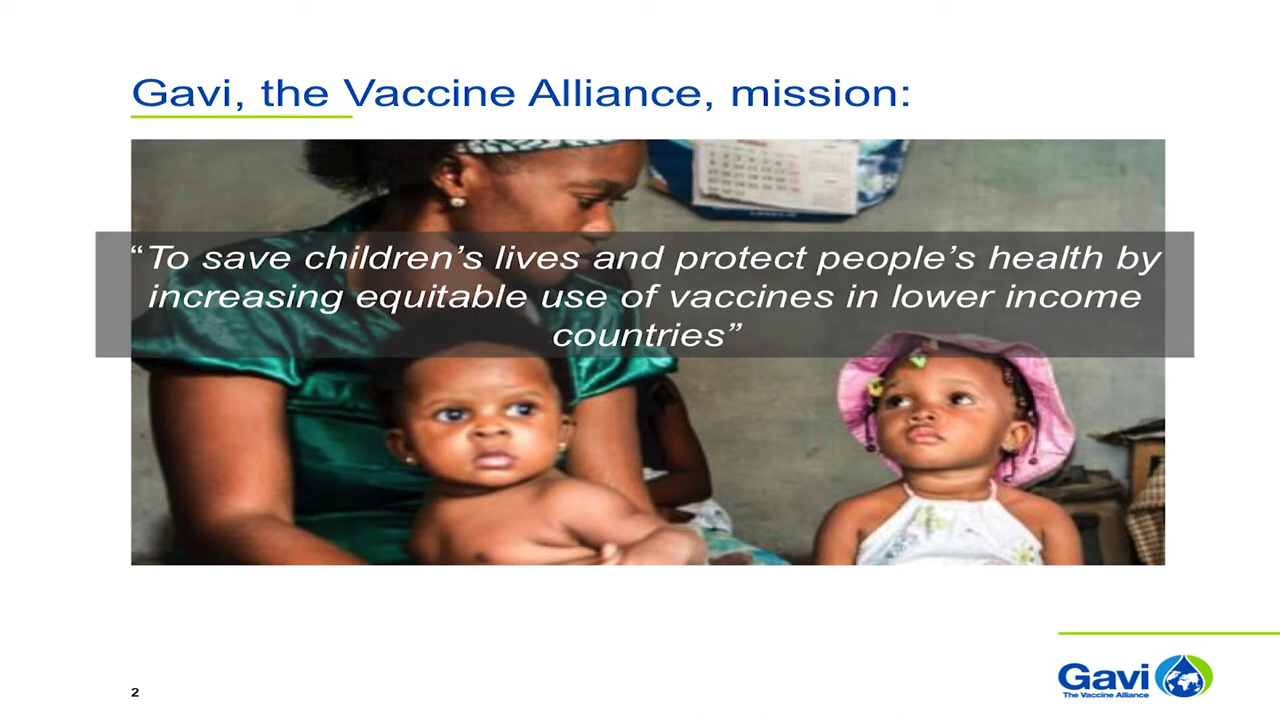 Gavi, the Vaccine Alliance, mission:
“To save children’s lives and protect people’s health by
increasing equitable use of vaccines in lower income
countries”
2
Gavi
The Vaccine Alliance